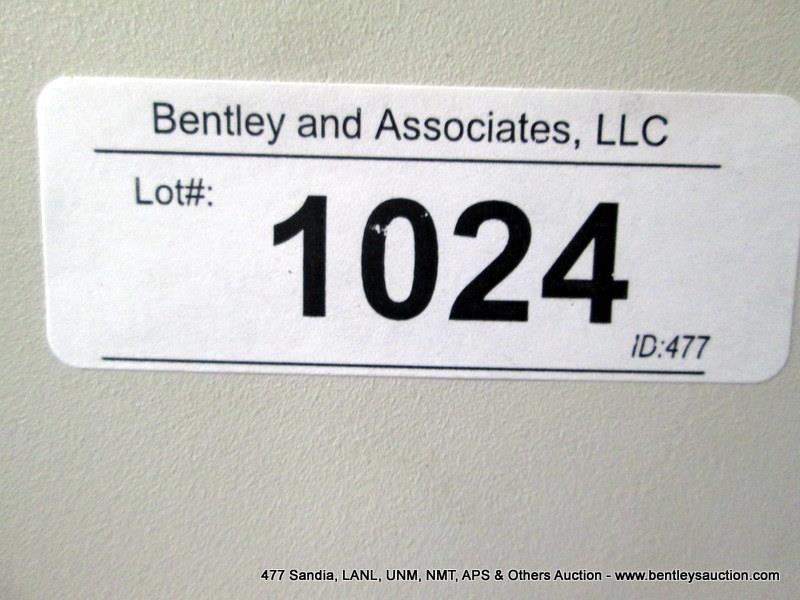 Bentley and Associates, LLC
Lot#:
1024
ID:477
477 Sandia, LANL, UNM, NMT, APS & Others Auction - www.bentleysauction.com